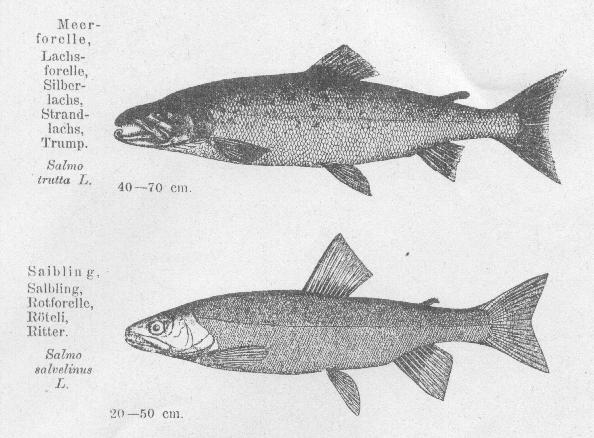 Meer-
forelle,
Lachs-
forelle,
Silber-
lachs,
Strand-
lachs,
Trump.
Salmo
trutta L.
40—70 cm.
Saibling,
Salbling,
Rotforelle,
Röteli,
Ritter.
Salmo
salvelinus
L.
20—50 cm.